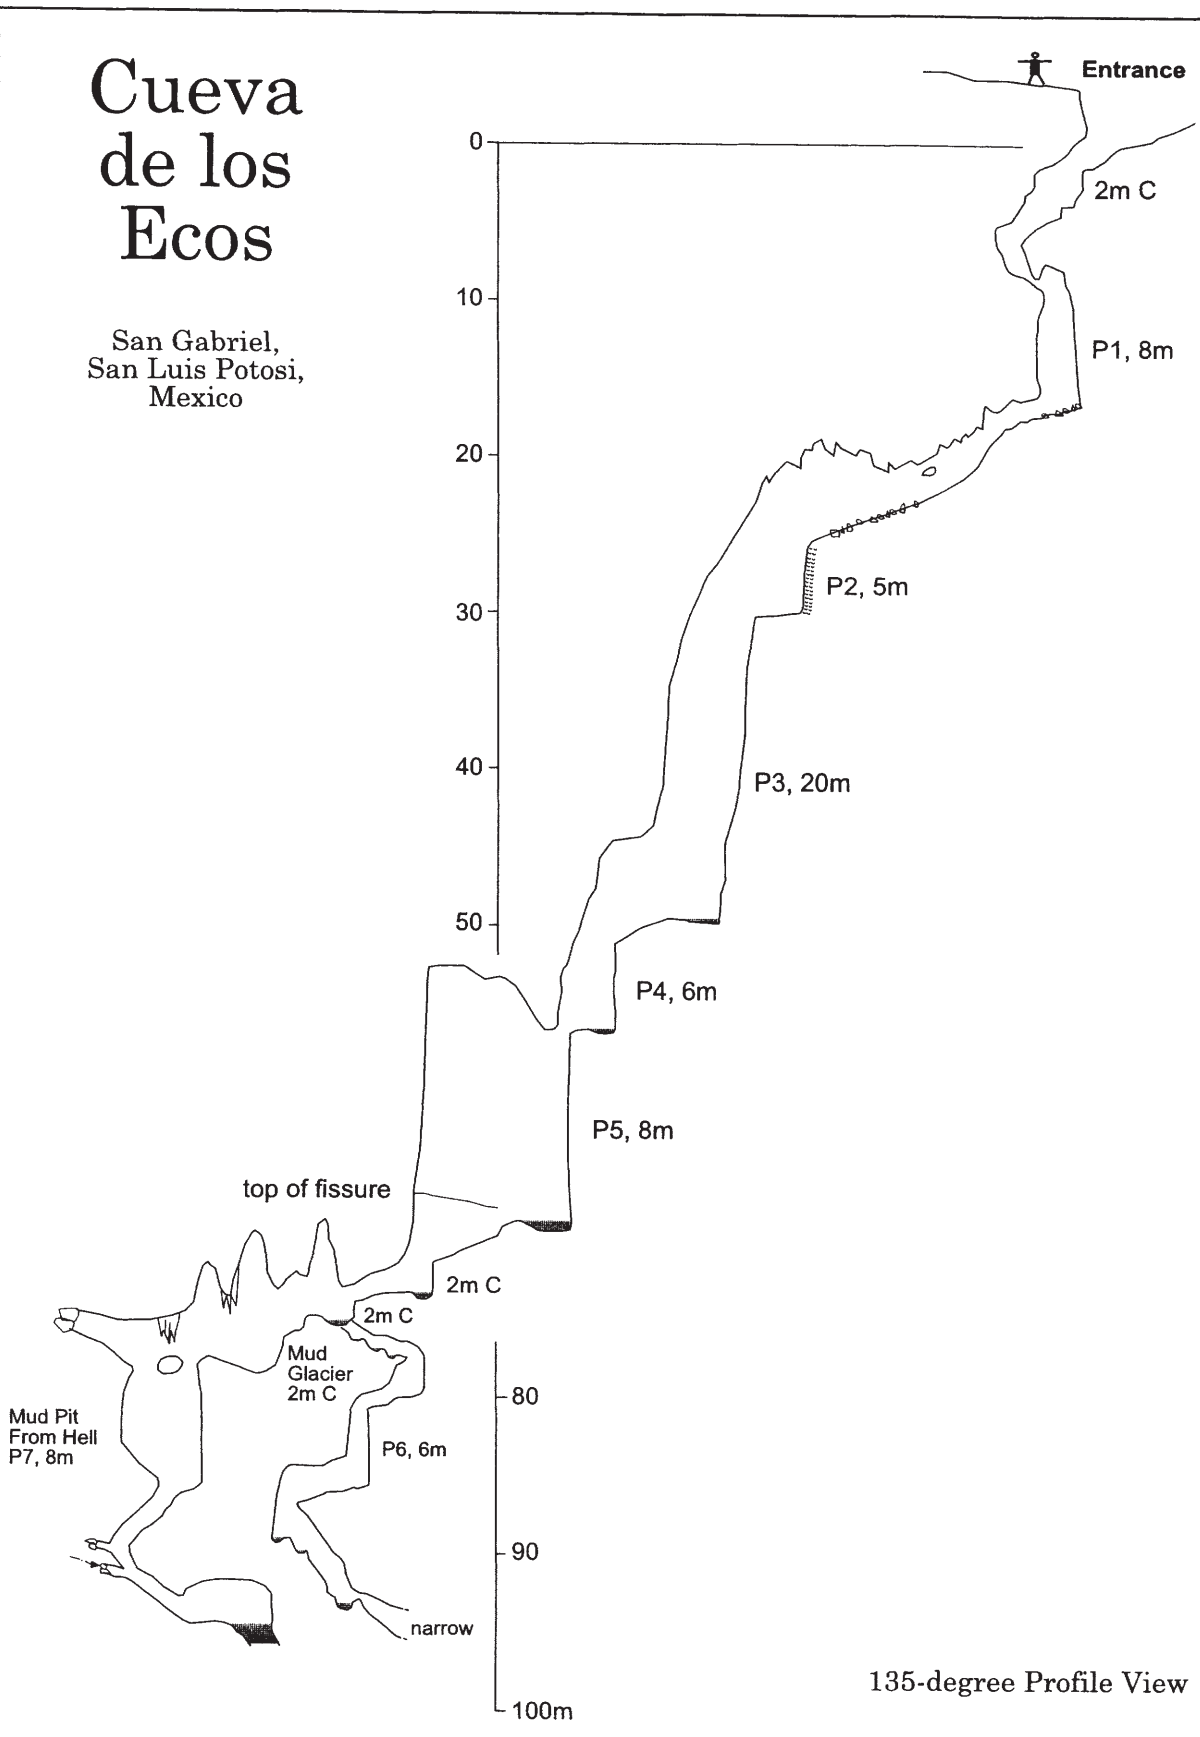 Cueva
de los
Ecos
San Gabriel,
San Luis Potosi,
Mexico
Entrance
0
2m C
10
P1, 8m
20
P2, 5m
30
40
P3, 20m
50
P4, 6m
P5, 8m
top of fissure
2m C
2m C
Mud
Glacier
2m C
80
Mud Pit
From Hell
P7, 8m
P6, 6m
90
narrow
100m
135-degree Profile View